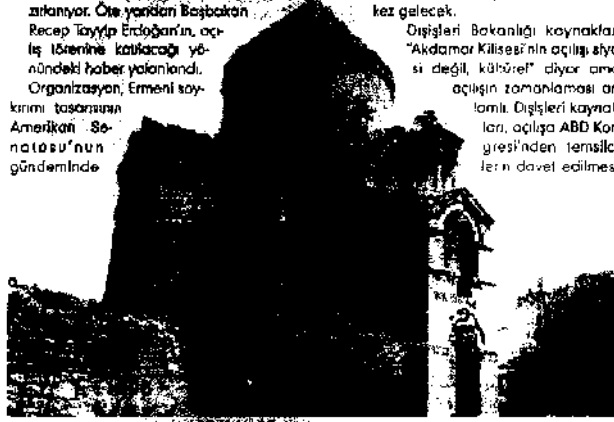 zırlanıyor. Öte yandan Başbakan
Recep Tayyip Erdoğan'ın, açı-
lış törenine katılacağı yö-
nündeki haber yalanlandı.
Organizasyon, Ermeni soy-
kırımı tasarısının
Amerikan Se-
natosu'nun
gündeminde
kez gelecek.
Dışişleri Bakanlığı kaynakla
"Akdamar Kilisesi'nin açılışı siya
si değil, kültürel" diyor ama
açılışın zamanlaması an
lamlı. Dışişleri kaynak
ları, açılışa ABD Kon
gresi'nden temsilc
lerin davet edilmes